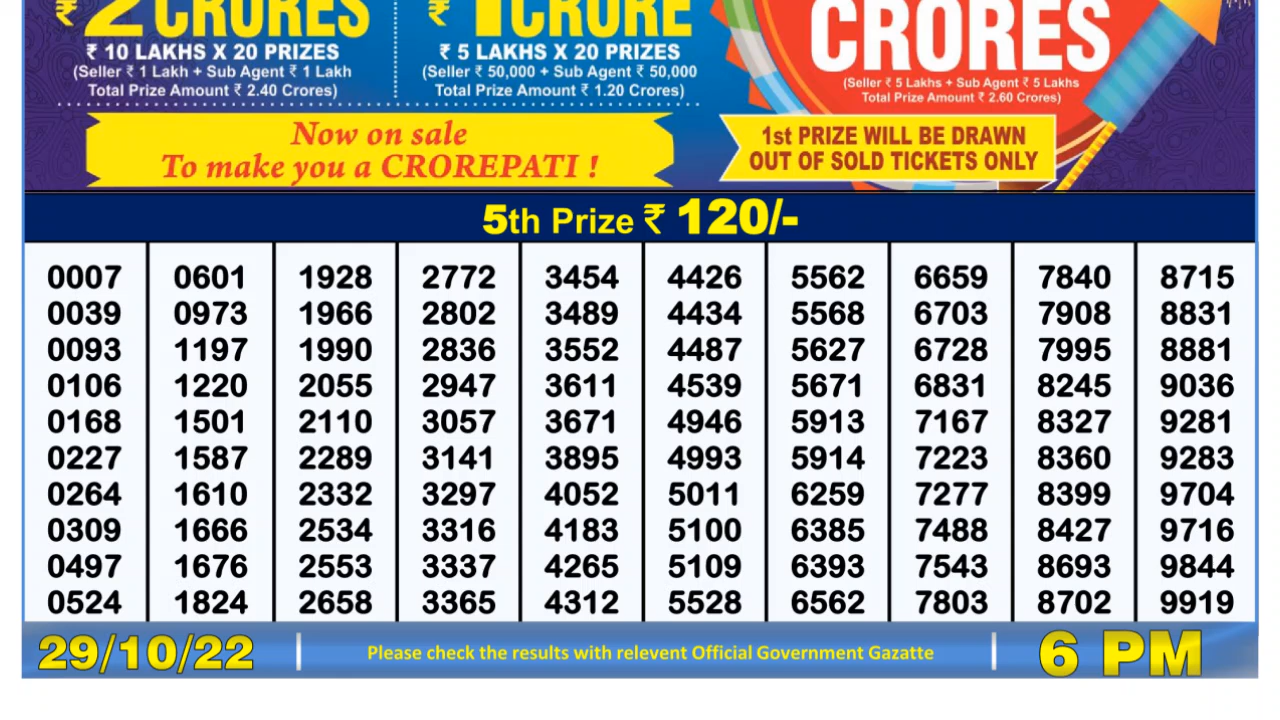 ₹ 2 CRORES
₹ 10 LAKHS X 20 PRIZES
(Seller ₹ 1 Lakh + Sub Agent ₹ 1 Lakh
Total Prize Amount ₹ 2.40 Crores)
₹ 1 CRORE
₹ 5 LAKHS X 20 PRIZES
(Seller ₹ 50,000 + Sub Agent ₹ 50,000
Total Prize Amount ₹ 1.20 Crores)
CRORES
(Seller ₹ 5 Lakhs + Sub Agent ₹ 5 Lakhs
Total Prize Amount ₹ 2.60 Crores)
Now on sale
To make you a CROREPATI !
1st PRIZE WILL BE DRAWN
OUT OF SOLD TICKETS ONLY
5th Prize ₹ 120/-
0007 0601 1928 2772 3454 4426 5562 6659 7840 8715
0039 0973 1966 2802 3489 4434 5568 6703 7908 8831
0093 1197 1990 2836 3552 4487 5627 6728 7995 8881
0106 1220 2055 2947 3611 4539 5671 6831 8245 9036
0168 1501 2110 3057 3671 4946 5913 7167 8327 9281
0227 1587 2289 3141 3895 4993 5914 7223 8360 9283
0264 1610 2332 3297 4052 5011 6259 7277 8399 9704
0309 1666 2534 3316 4183 5100 6385 7488 8427 9716
0497 1676 2553 3337 4265 5109 6393 7543 8693 9844
0524 1824 2658 3365 4312 5528 6562 7803 8702 9919
29/10/22 | Please check the results with relevent Official Government Gazatte | 6 PM